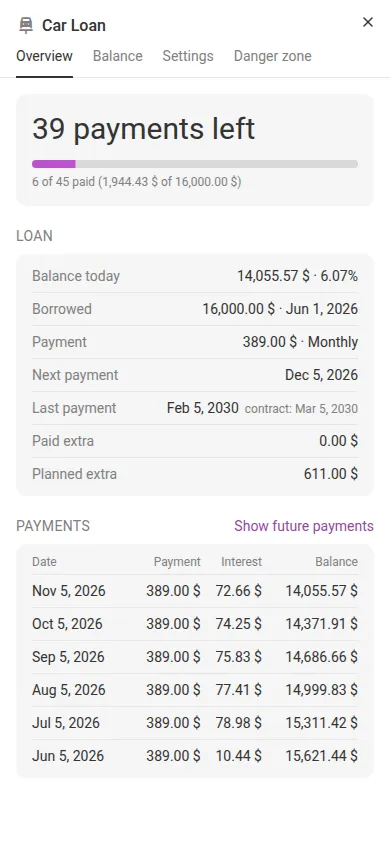 Car Loan
Overview Balance Settings Danger zone
39 payments left
6 of 45 paid (1,944.43 $ of 16,000.00 $)
LOAN
Balance today 14,055.57 $ · 6.07%
Borrowed 16,000.00 $ · Jun 1, 2026
Payment 389.00 $ · Monthly
Next payment Dec 5, 2026
Last payment Feb 5, 2030 contract: Mar 5, 2030
Paid extra 0.00 $
Planned extra 611.00 $
PAYMENTS Show future payments
Date Payment Interest Balance
Nov 5, 2026 389.00 $ 72.66 $ 14,055.57 $
Oct 5, 2026 389.00 $ 74.25 $ 14,371.91 $
Sep 5, 2026 389.00 $ 75.83 $ 14,686.66 $
Aug 5, 2026 389.00 $ 77.41 $ 14,999.83 $
Jul 5, 2026 389.00 $ 78.98 $ 15,311.42 $
Jun 5, 2026 389.00 $ 10.44 $ 15,621.44 $